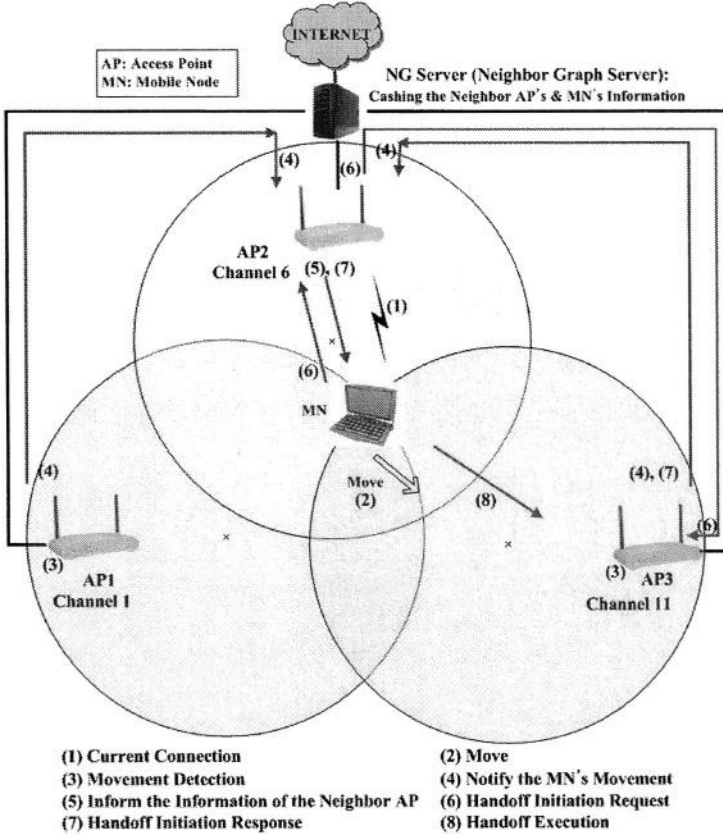 INTERNET
AP: Access Point
MN: Mobile Node
NG Server (Neighbor Graph Server):
Cashing the Neighbor AP's & MN's Information
(4)
(6)
(4)
AP2
Channel 6
(5), (7)
(1)
(6)
MN
Move
(2)
(8)
(4)
(4), (7)
(6)
(3)
AP1
Channel 1
(3)
AP3
Channel 11
(1) Current Connection
(2) Move
(3) Movement Detection
(4) Notify the MN's Movement
(5) Inform the Information of the Neighbor AP
(6) Handoff Initiation Request
(7) Handoff Initiation Response
(8) Handoff Execution